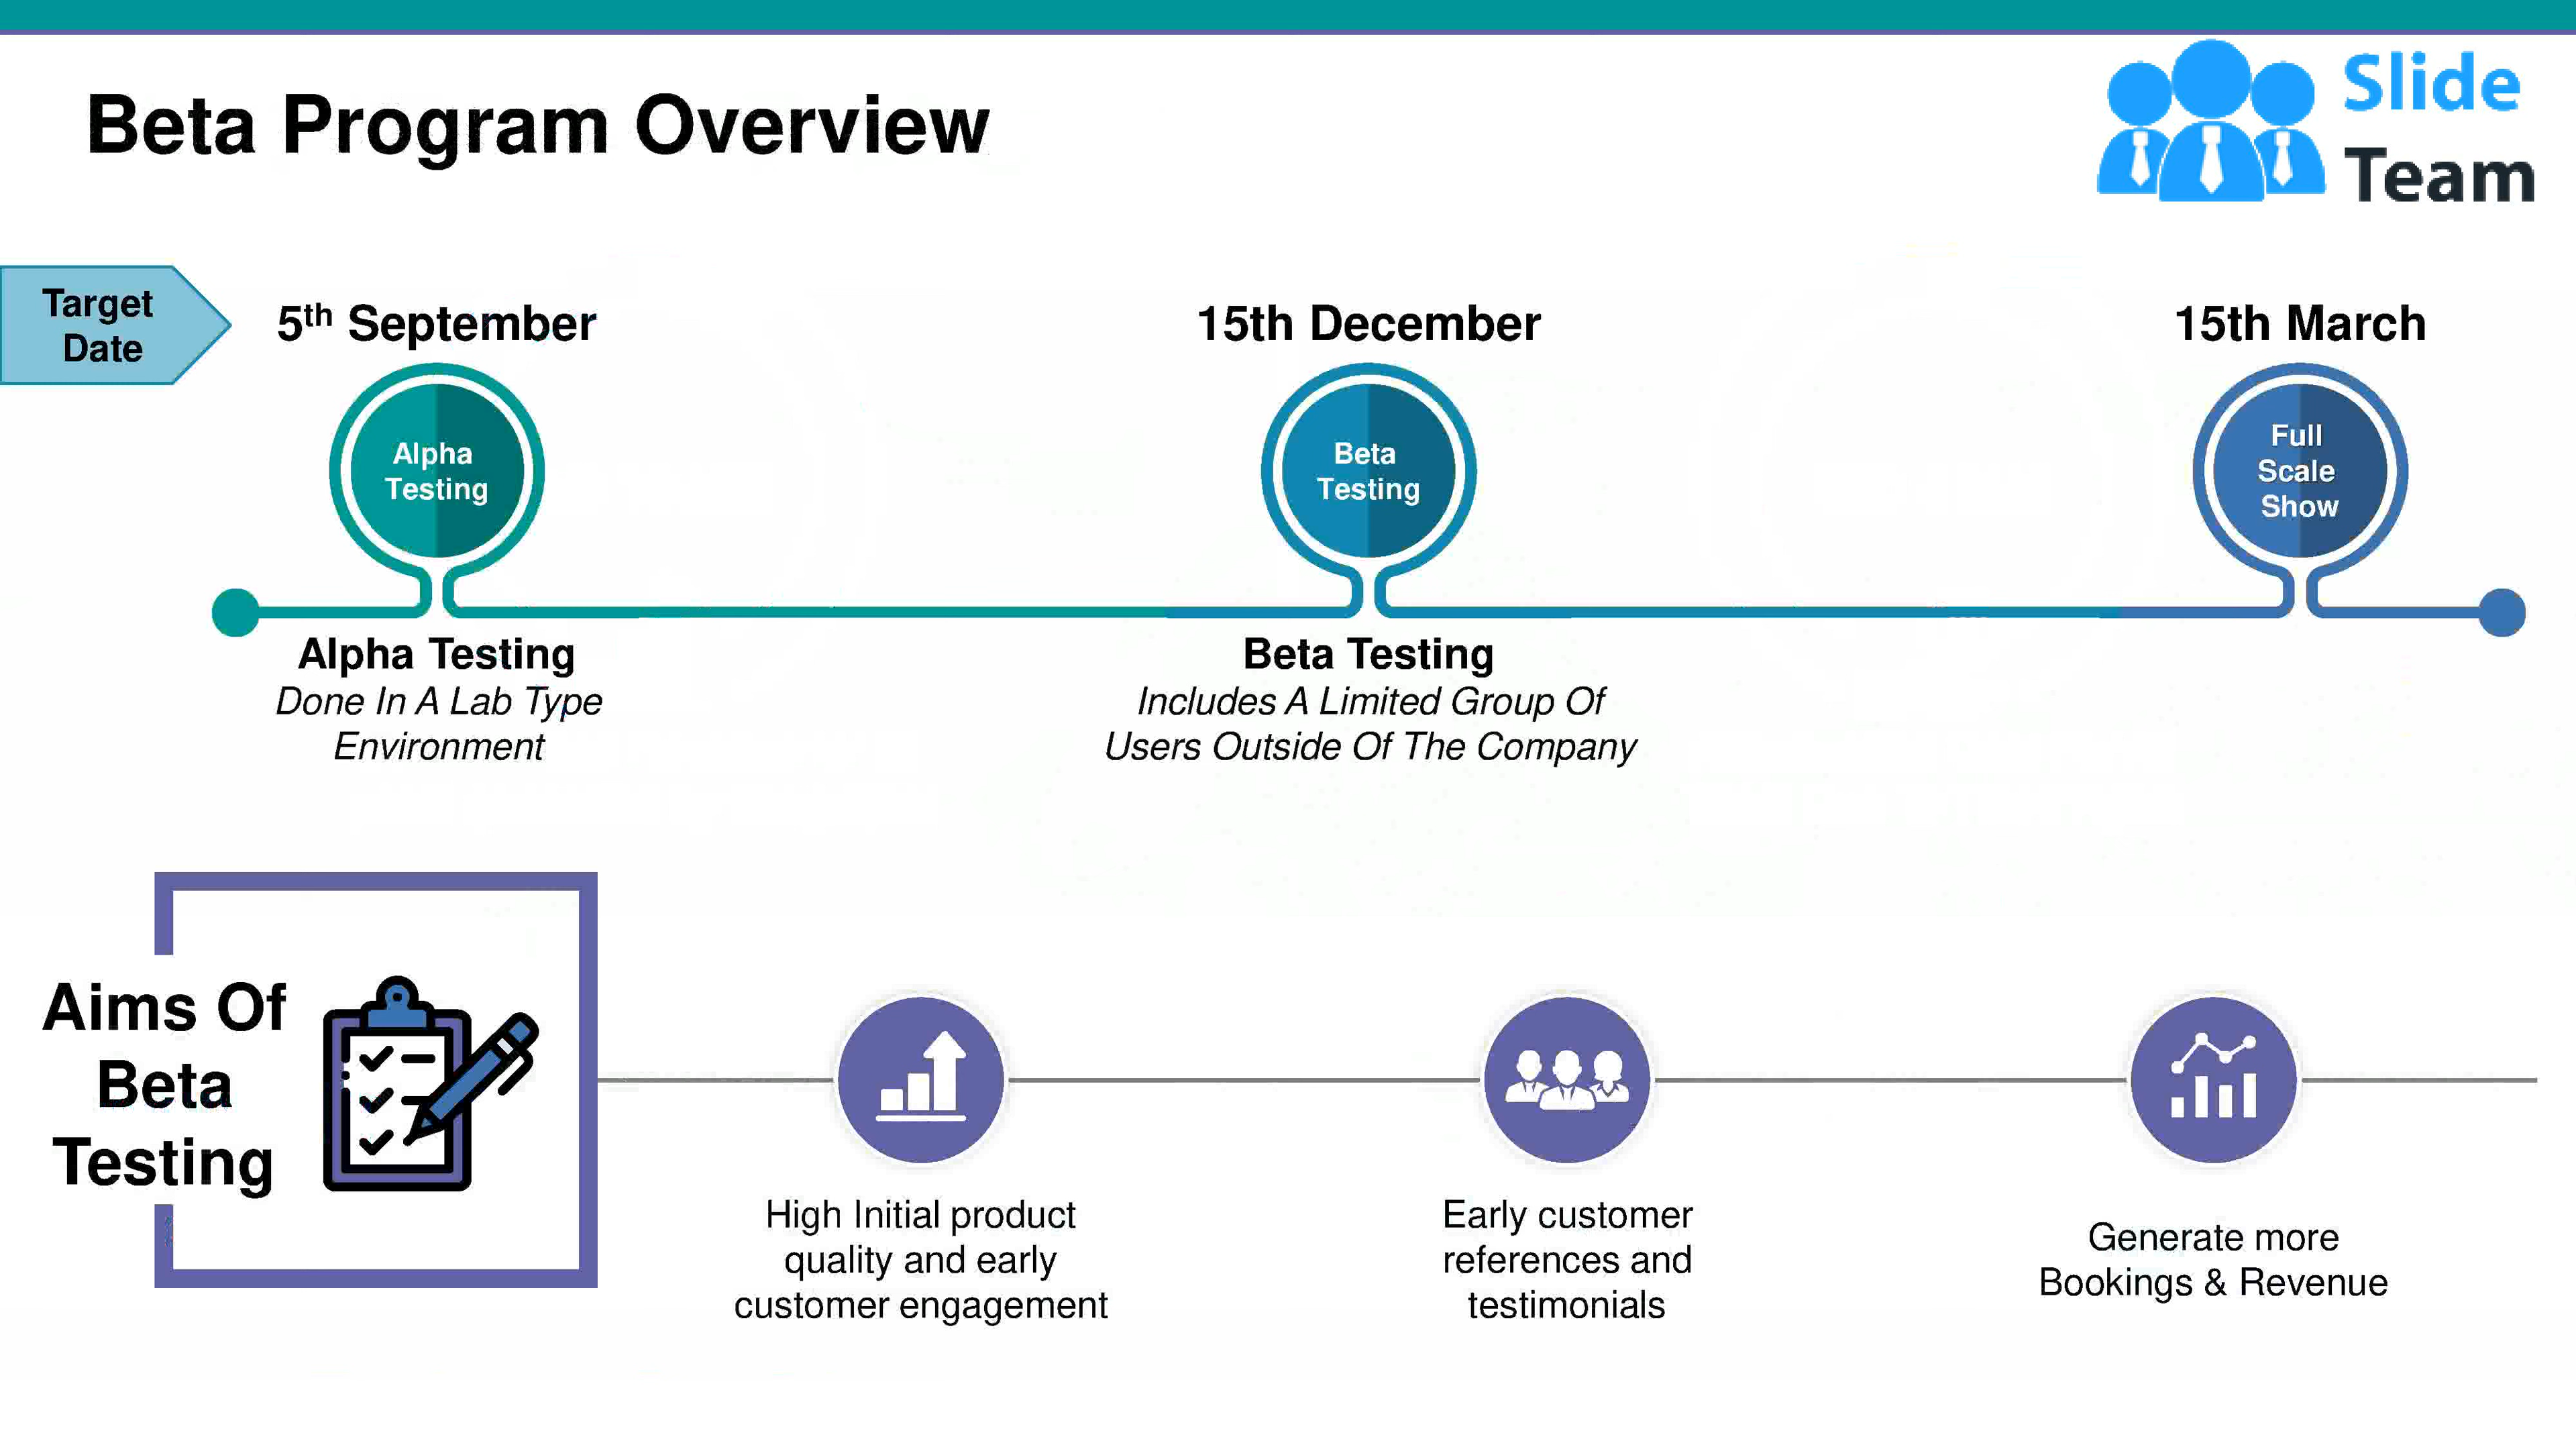 Beta Program Overview
Slide
Team
Target
Date
5th September
15th December
15th March
Alpha
Testing
Beta
Testing
Full
Scale
Show
Alpha Testing
Done In A Lab Type
Environment
Beta Testing
Includes A Limited Group Of
Users Outside Of The Company
Aims Of
Beta
Testing
High Initial product
quality and early
customer engagement
Early customer
references and
testimonials
Generate more
Bookings & Revenue